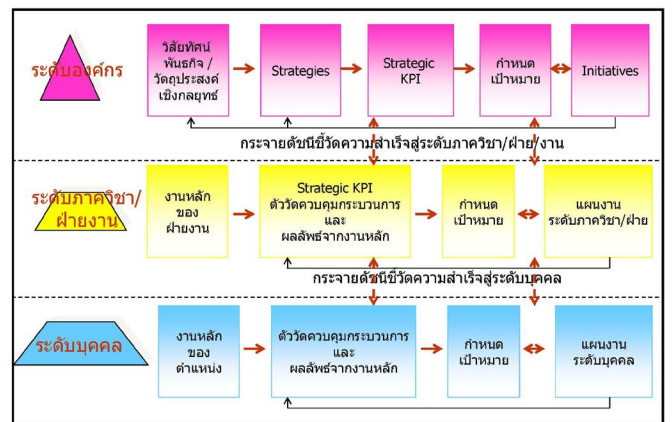 ระดับองค์กร
วิสัยทัศน์
พันธกิจ /
วัตถุประสงค์
เชิงกลยุทธ์
Strategies
Strategic
KPI
กำหนด
เป้าหมาย
Initiatives
กระจายดัชนีชี้วัดความสำเร็จสู่ระดับภาควิชา/ฝ่าย/งาน
ระดับภาควิชา/
ฝ่ายงาน
งานหลัก
ของ
ฝ่ายงาน
Strategic KPI
ตัววัดควบคุมกระบวนการ
และ
ผลลัพธ์จากงานหลัก
กำหนด
เป้าหมาย
แผนงาน
ระดับภาควิชา/ฝ่าย
กระจายดัชนีชี้วัดความสำเร็จสู่ระดับบุคคล
ระดับบุคคล
งานหลัก
ของ
ตำแหน่ง
ตัววัดควบคุมกระบวนการ
และ
ผลลัพธ์จากงานหลัก
กำหนด
เป้าหมาย
แผนงาน
ระดับบุคคล